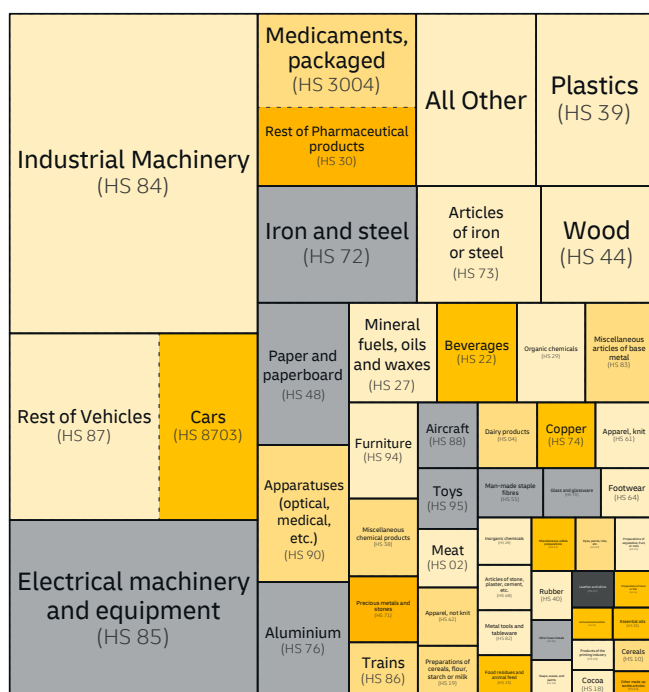 Industrial Machinery
(HS 84)
Medicaments,
packaged
(HS 3004)
Rest of Pharmaceutical
products
(HS 30)
All Other
Plastics
(HS 39)
Iron and steel
(HS 72)
Articles
of iron
or steel
(HS 73)
Wood
(HS 44)
Rest of Vehicles
(HS 87)
Cars
(HS 8703)
Paper and
paperboard
(HS 48)
Mineral
fuels, oils
and waxes
(HS 27)
Beverages
(HS 22)
Organic chemicals
(HS 29)
Miscellaneous
articles of base
metal
(HS 83)
Furniture
(HS 94)
Aircraft
(HS 88)
Dairy products
(HS 04)
Copper
(HS 74)
Apparel, knit
(HS 61)
Apparatuses
(optical,
medical,
etc.)
(HS 90)
Toys
(HS 95)
Man-made staple
fibres
(HS 55)
Glass and glassware
(HS 70)
Footwear
(HS 64)
Miscellaneous
chemical products
(HS 38)
Meat
(HS 02)
Inorganic chemicals
(HS 28)
Electrical machinery
and equipment
(HS 85)
Aluminium
(HS 76)
Precious metals and
stones
(HS 71)
Apparel, not knit
(HS 62)
Articles of stone,
plaster, cement,
etc.
(HS 68)
Rubber
(HS 40)
Metal tools and
tableware
(HS 82)
Essential oils
Trains
(HS 86)
Preparations of
cereals, flour,
starch or milk
(HS 19)
Food residues and
animal feed
(HS 23)
Products of the
printing industry
Cereals
(HS 10)
Cocoa
(HS 18)